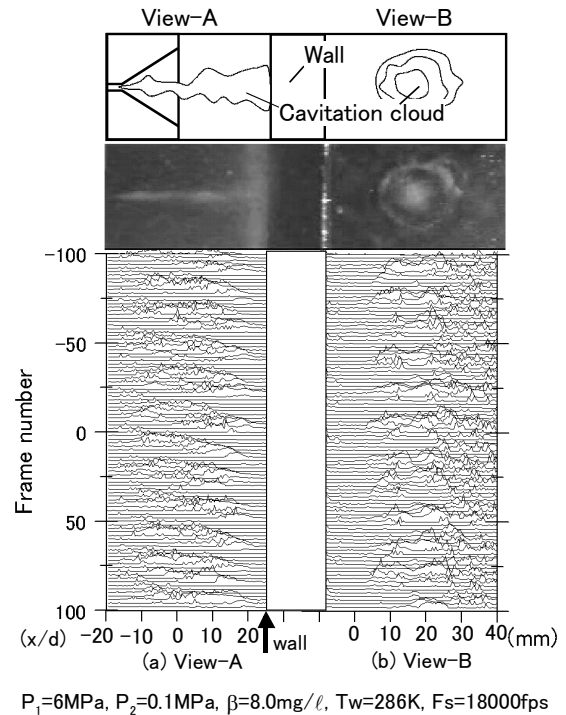 View-A View-B
Wall
Cavitation cloud
-100
-50
0
50
100
Frame number
(x/d) -20 -10 0 10 20 0 10 20 30 40 (mm)
wall
(a) View-A (b) View-B
P₁=6MPa, P₂=0.1MPa, β=8.0mg/ℓ, Tw=286K, Fs=18000fps